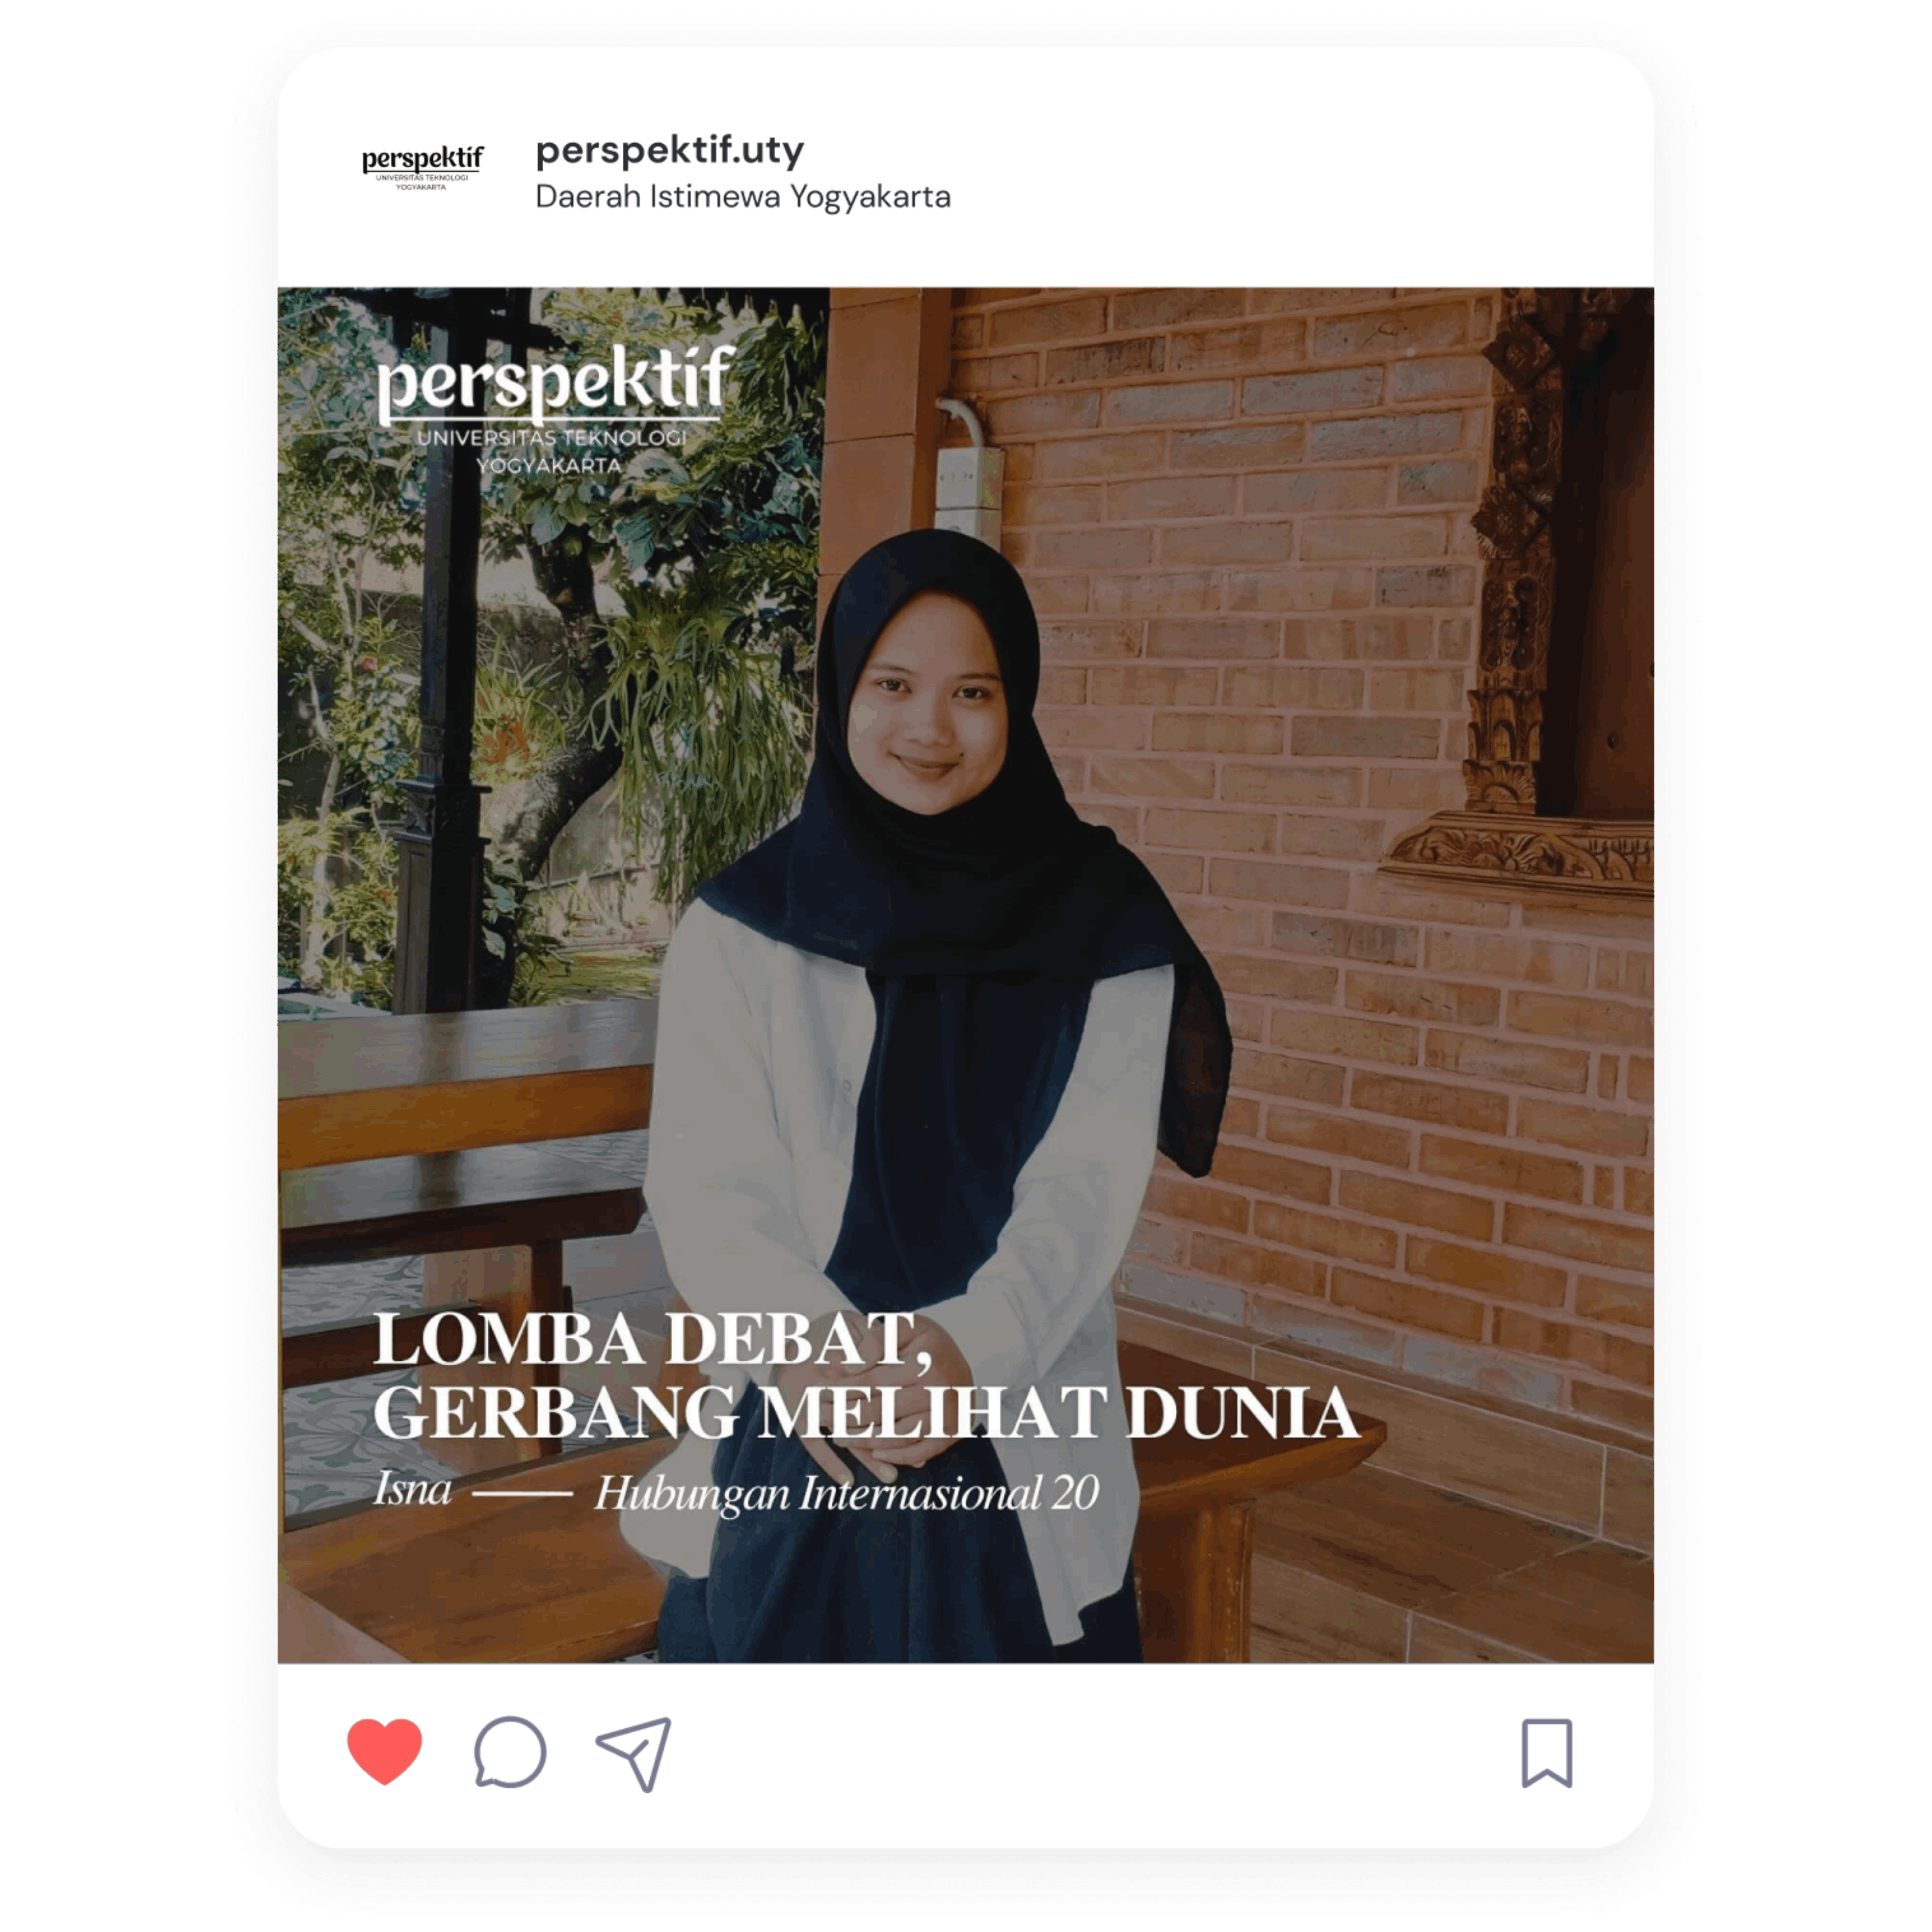 perspektif
UNIVERSITAS TEKNOLOGI
YOGYAKARTA
perspektif.uty
Daerah Istimewa Yogyakarta
perspektif
UNIVERSITAS TEKNOLOGI
YOGYAKARTA
LOMBA DEBAT,
GERBANG MELIHAT DUNIA
Isna —— Hubungan Internasional 20